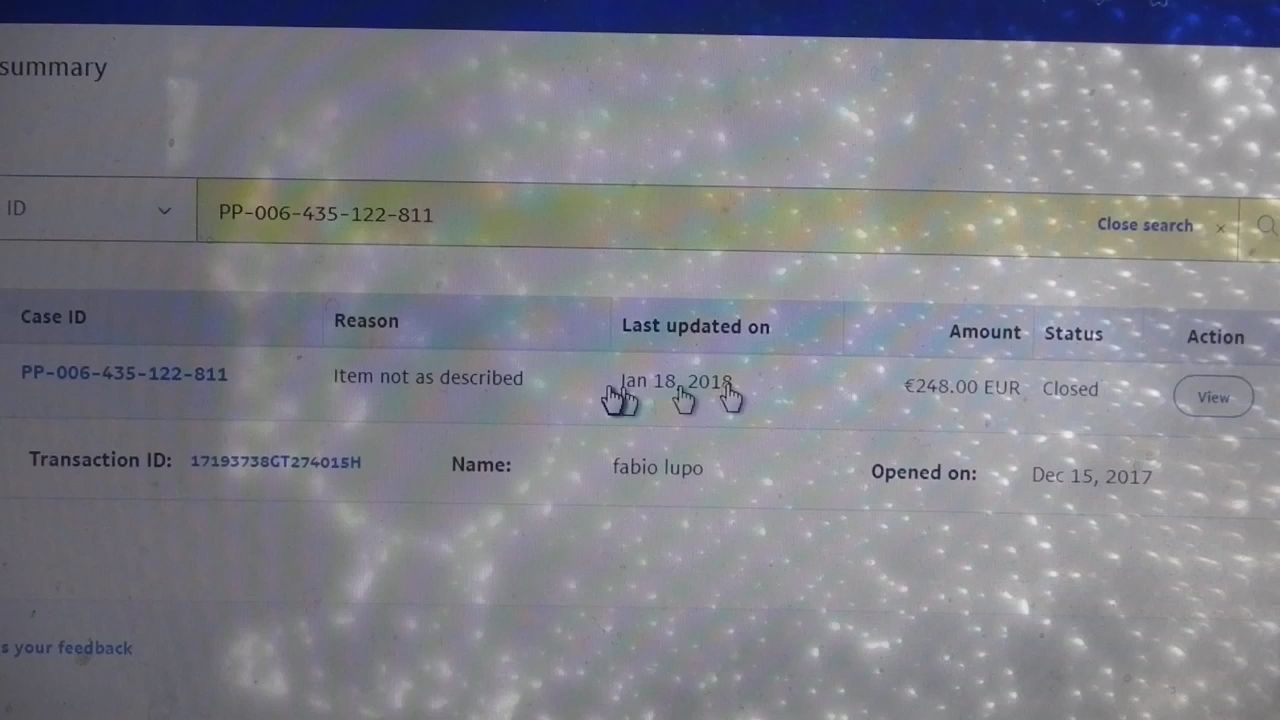 summary
ID PP-006-435-122-811 Close search ×
Case ID Reason Last updated on Amount Status Action
PP-006-435-122-811 Item not as described Jan 18, 2018 €248.00 EUR Closed View
Transaction ID: 17193738GT274015H Name: fabio lupo Opened on: Dec 15, 2017
s your feedback